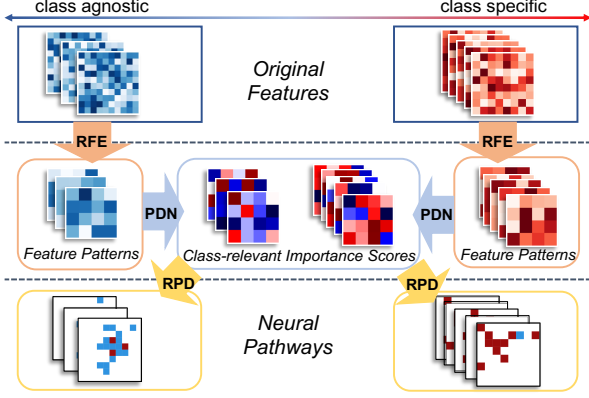 class agnostic
class specific
Original
Features
RFE
RFE
PDN
PDN
Feature Patterns
Class-relevant Importance Scores
Feature Patterns
RPD
RPD
Neural
Pathways